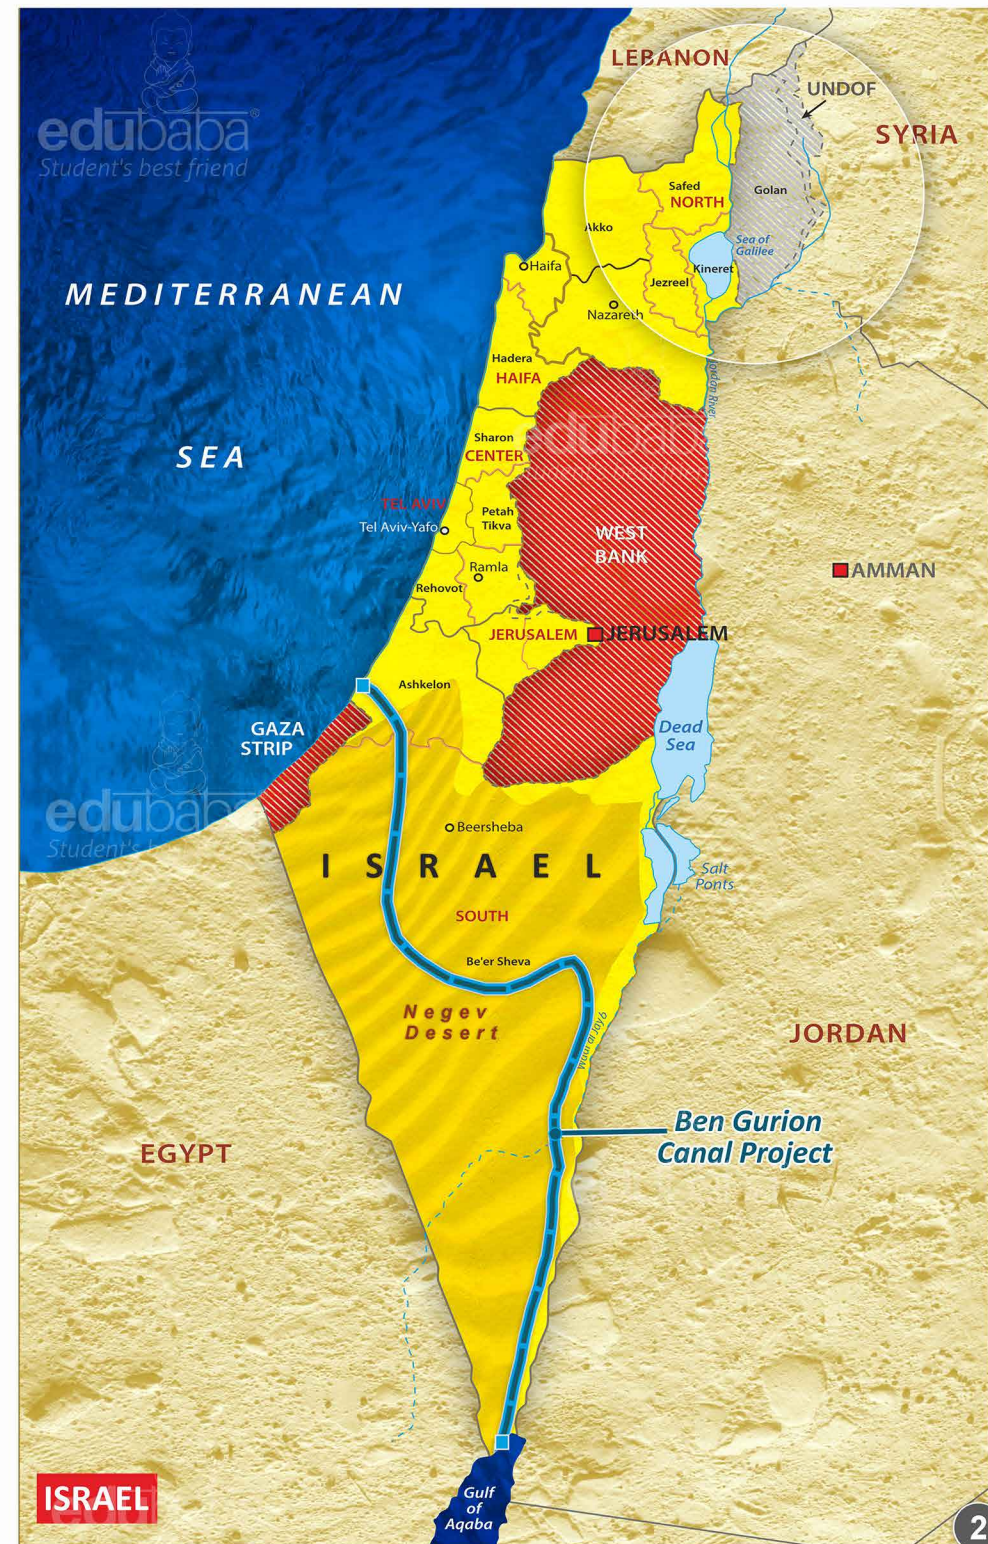 LEBANON
UNDOF
SYRIA
edubaba®
Student's best friend
Safed
NORTH
Golan
Akko
Sea of
Galilee
Kineret
Haifa
Jezreel
MEDITERRANEAN
Nazareth
Hadera
HAIFA
Jordan River
edubaba
Sharon
CENTER
SEA
TEL AVIV
Petah
Tikva
Tel Aviv-Yafo
WEST
BANK
Ramla
AMMAN
Rehovot
JERUSALEM
JERUSALEM
Ashkelon
GAZA
STRIP
Dead
Sea
edubaba
Student's b
Beersheba
ISRAEL
Salt
Ponts
SOUTH
Be'er Sheva
Negev
Desert
JORDAN
Ben Gurion
Canal Project
EGYPT
ISRAEL
Gulf
of
Aqaba
2